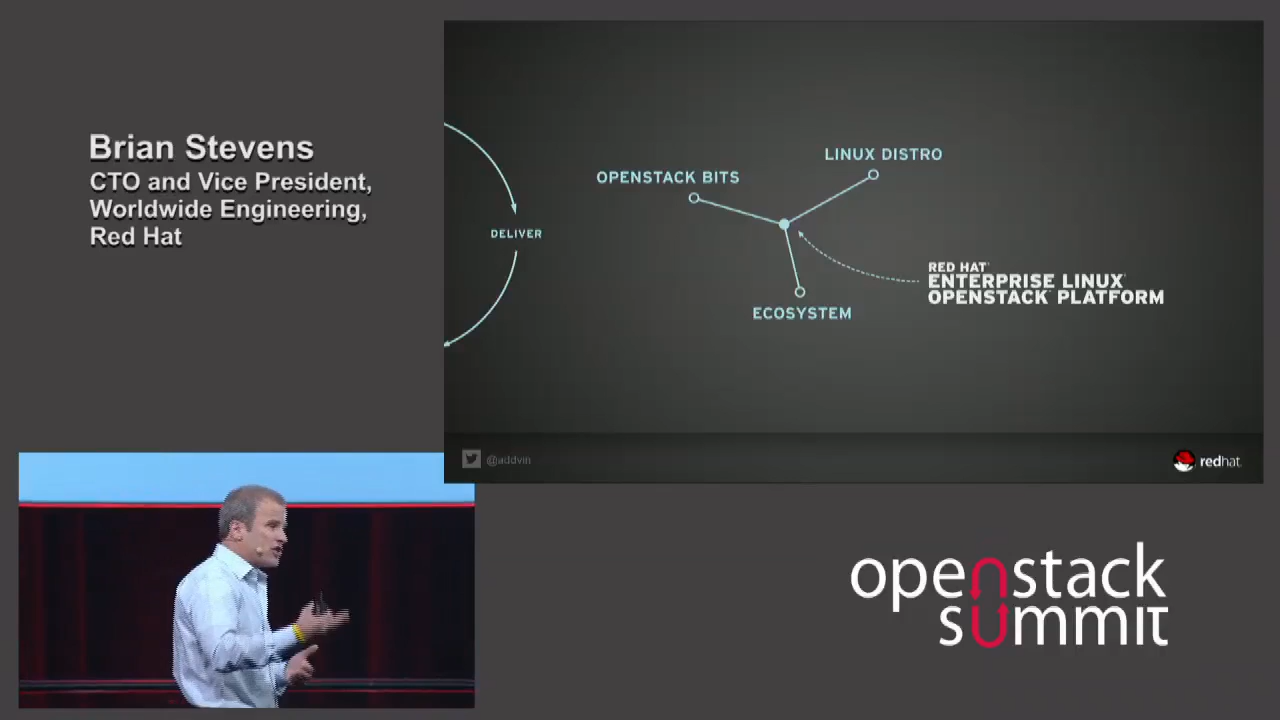 Brian Stevens
CTO and Vice President,
Worldwide Engineering,
Red Hat
LINUX DISTRO
OPENSTACK BITS
DELIVER
RED HAT
ENTERPRISE LINUX
OPENSTACK PLATFORM
ECOSYSTEM
@addvin
redhat.
openstack
summit